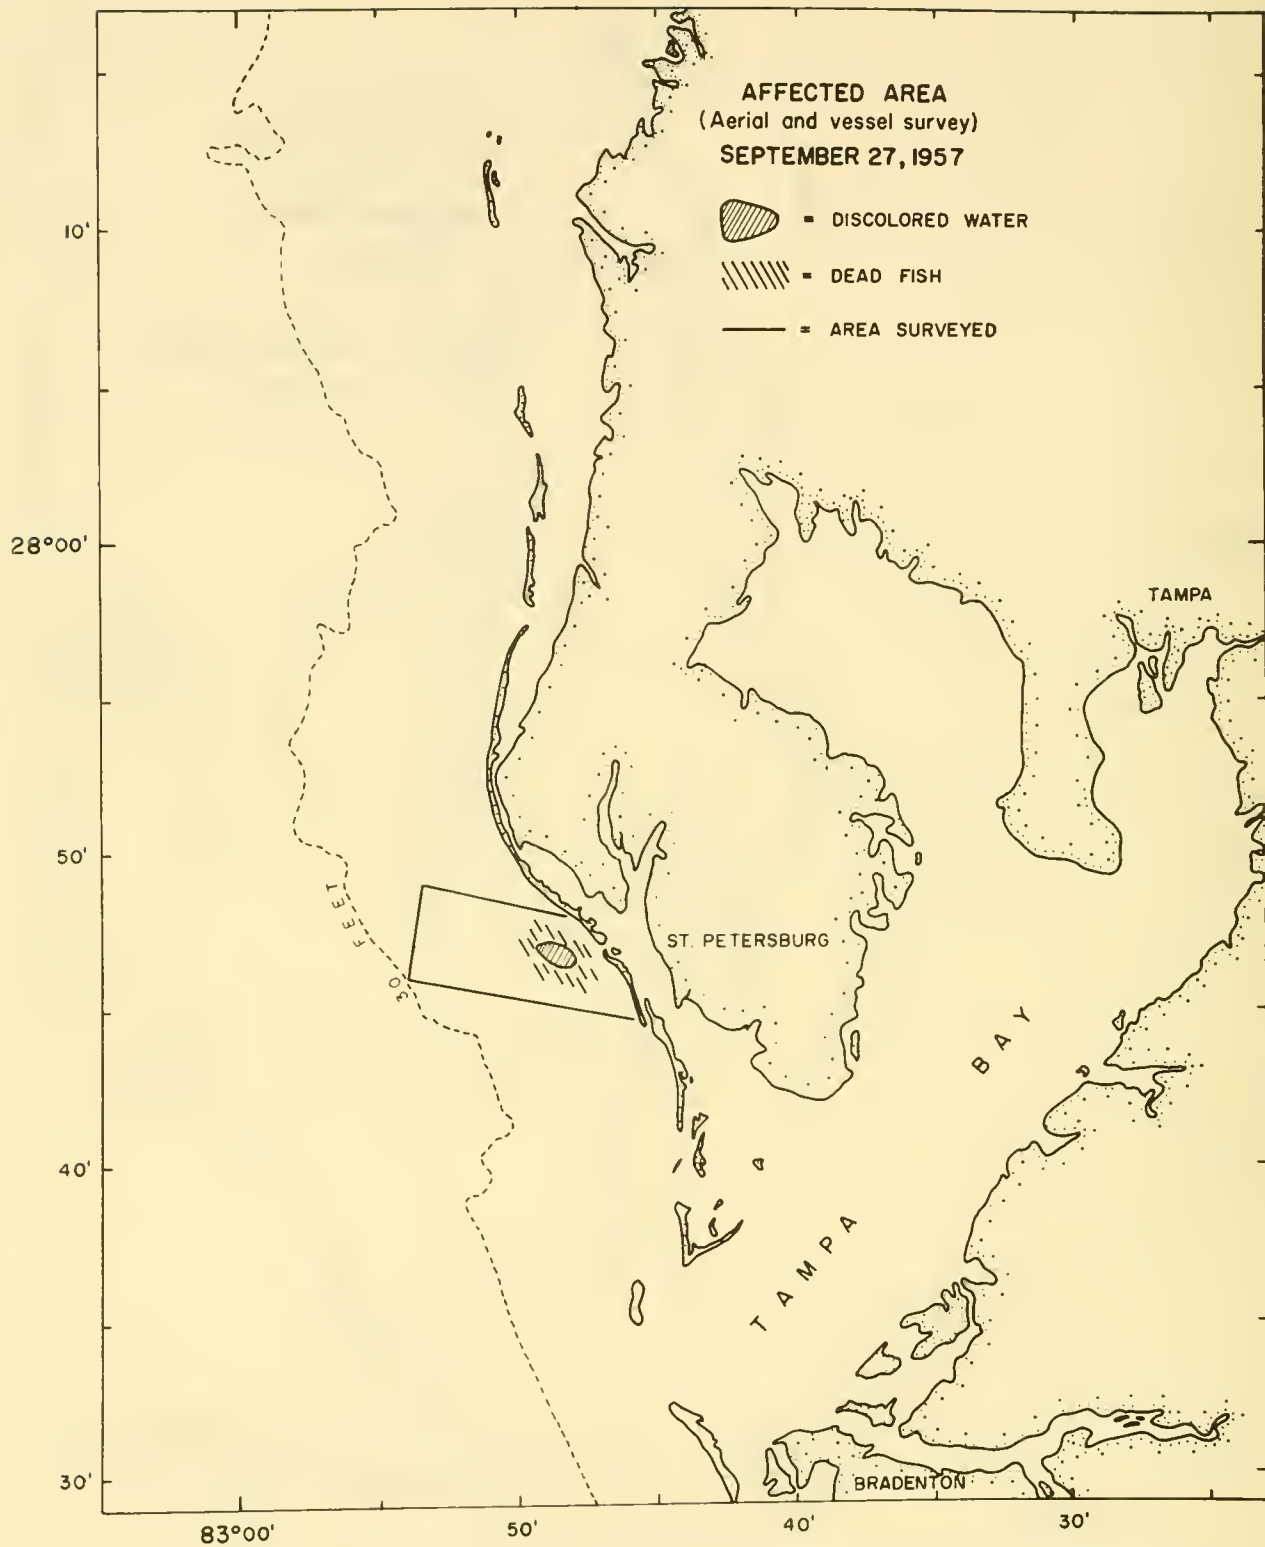 AFFECTED AREA
(Aerial and vessel survey)
SEPTEMBER 27, 1957
= DISCOLORED WATER
= DEAD FISH
= AREA SURVEYED
10'
28°00'
TAMPA
50'
30 FEET
ST. PETERSBURG
TAMPA BAY
40'
30'
BRADENTON
83°00'
50'
40'
30'